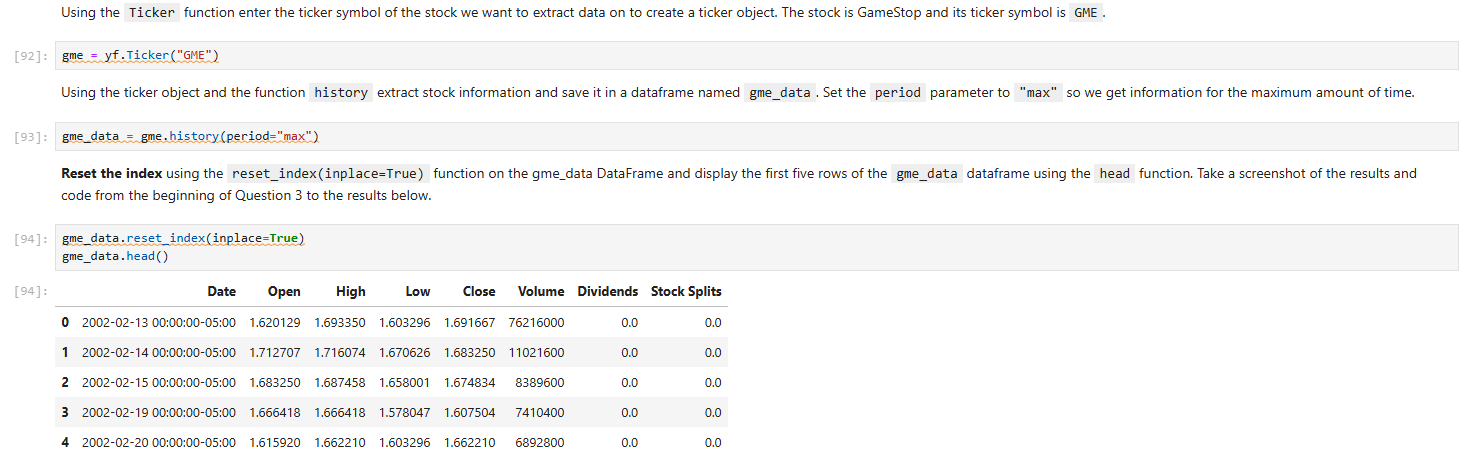 Using the Ticker function enter the ticker symbol of the stock we want to extract data on to create a ticker object. The stock is GameStop and its ticker symbol is GME .
[92]: gme = yf.Ticker("GME")
Using the ticker object and the function history extract stock information and save it in a dataframe named gme_data . Set the period parameter to "max" so we get information for the maximum amount of time.
[93]: gme_data = gme.history(period="max")
Reset the index using the reset_index(inplace=True) function on the gme_data DataFrame and display the first five rows of the gme_data dataframe using the head function. Take a screenshot of the results and
code from the beginning of Question 3 to the results below.
[94]: gme_data.reset_index(inplace=True)
gme_data.head()
[94]: Date Open High Low Close Volume Dividends Stock Splits
0 2002-02-13 00:00:00-05:00 1.620129 1.693350 1.603296 1.691667 76216000 0.0 0.0
1 2002-02-14 00:00:00-05:00 1.712707 1.716074 1.670626 1.683250 11021600 0.0 0.0
2 2002-02-15 00:00:00-05:00 1.683250 1.687458 1.658001 1.674834 8389600 0.0 0.0
3 2002-02-19 00:00:00-05:00 1.666418 1.666418 1.578047 1.607504 7410400 0.0 0.0
4 2002-02-20 00:00:00-05:00 1.615920 1.662210 1.603296 1.662210 6892800 0.0 0.0